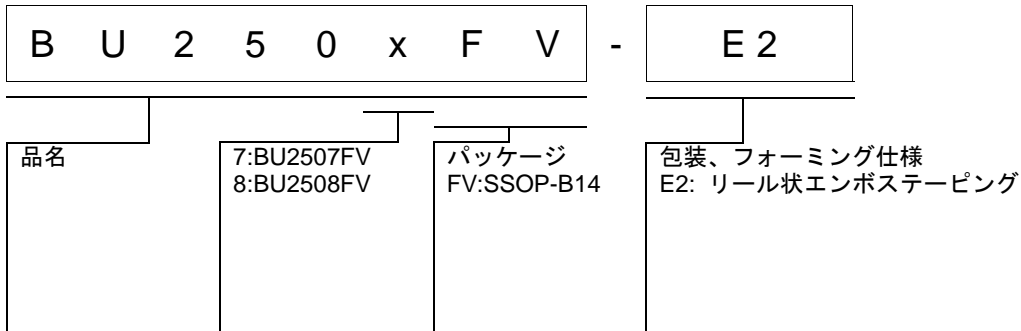 B U 2 5 0 x F V - E 2
品名
7:BU2507FV
8:BU2508FV
パッケージ
FV:SSOP-B14
包装、フォーミング仕様
E2: リール状エンボステーピング